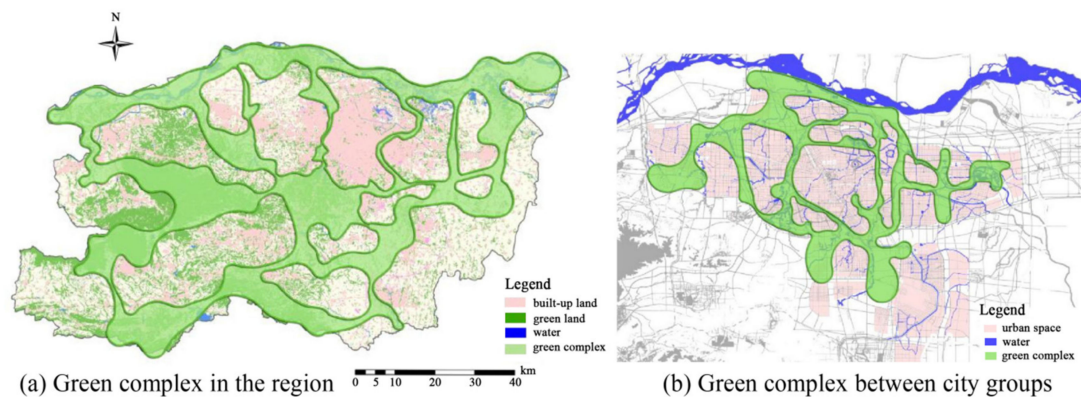 N
Legend
built-up land
green land
water
green complex
km
0 5 10 20 30 40
(a) Green complex in the region
Legend
urban space
water
green complex
(b) Green complex between city groups